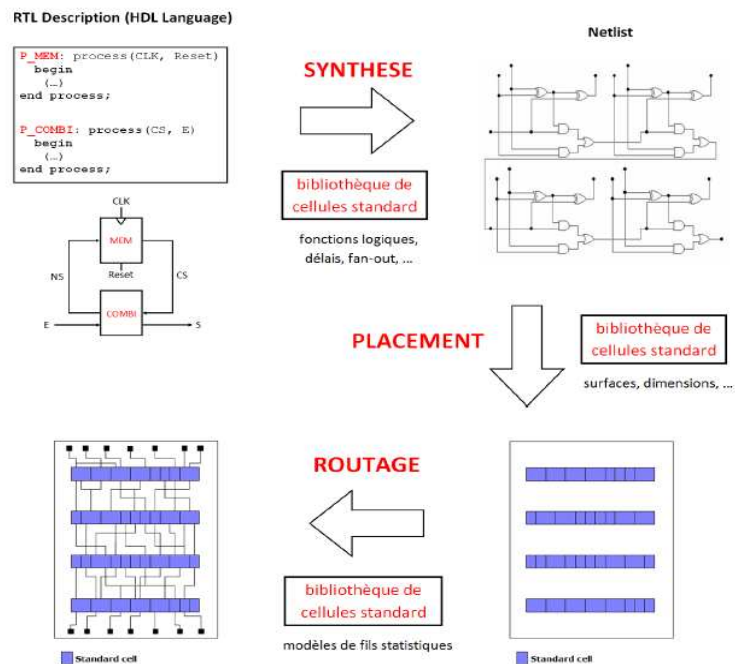 RTL Description (HDL Language)
P_MEM: process(CLK, Reset)
begin
(…)
end process;
P_COMBI: process(CS, E)
begin
(…)
end process;
CLK
MEM
Reset
NS
CS
COMBI
E
S
SYNTHESE
bibliothèque de
cellules standard
fonctions logiques,
délais, fan-out, ...
Netlist
PLACEMENT
bibliothèque de
cellules standard
surfaces, dimensions, ...
ROUTAGE
bibliothèque de
cellules standard
modèles de fils statistiques
Standard cell
Standard cell